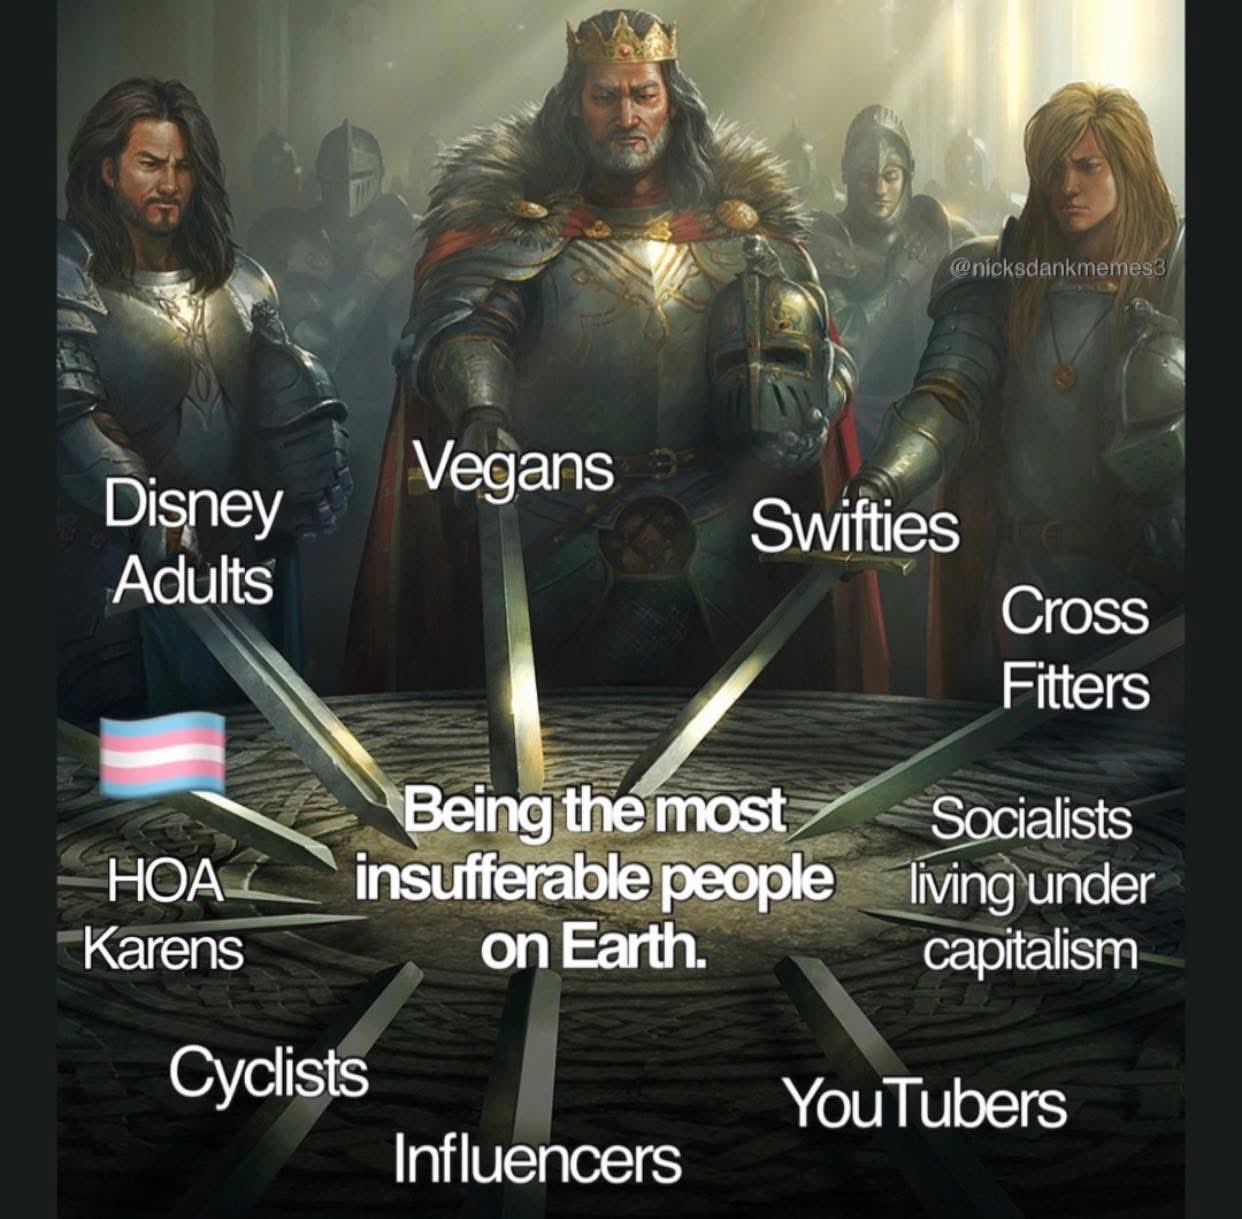 @nicksdankmemes3
Vegans
Disney
Adults
Swifties
Cross
Fitters
Being the most
insufferable people
on Earth.
Socialists
living under
capitalism
HOA
Karens
Cyclists
YouTubers
Influencers